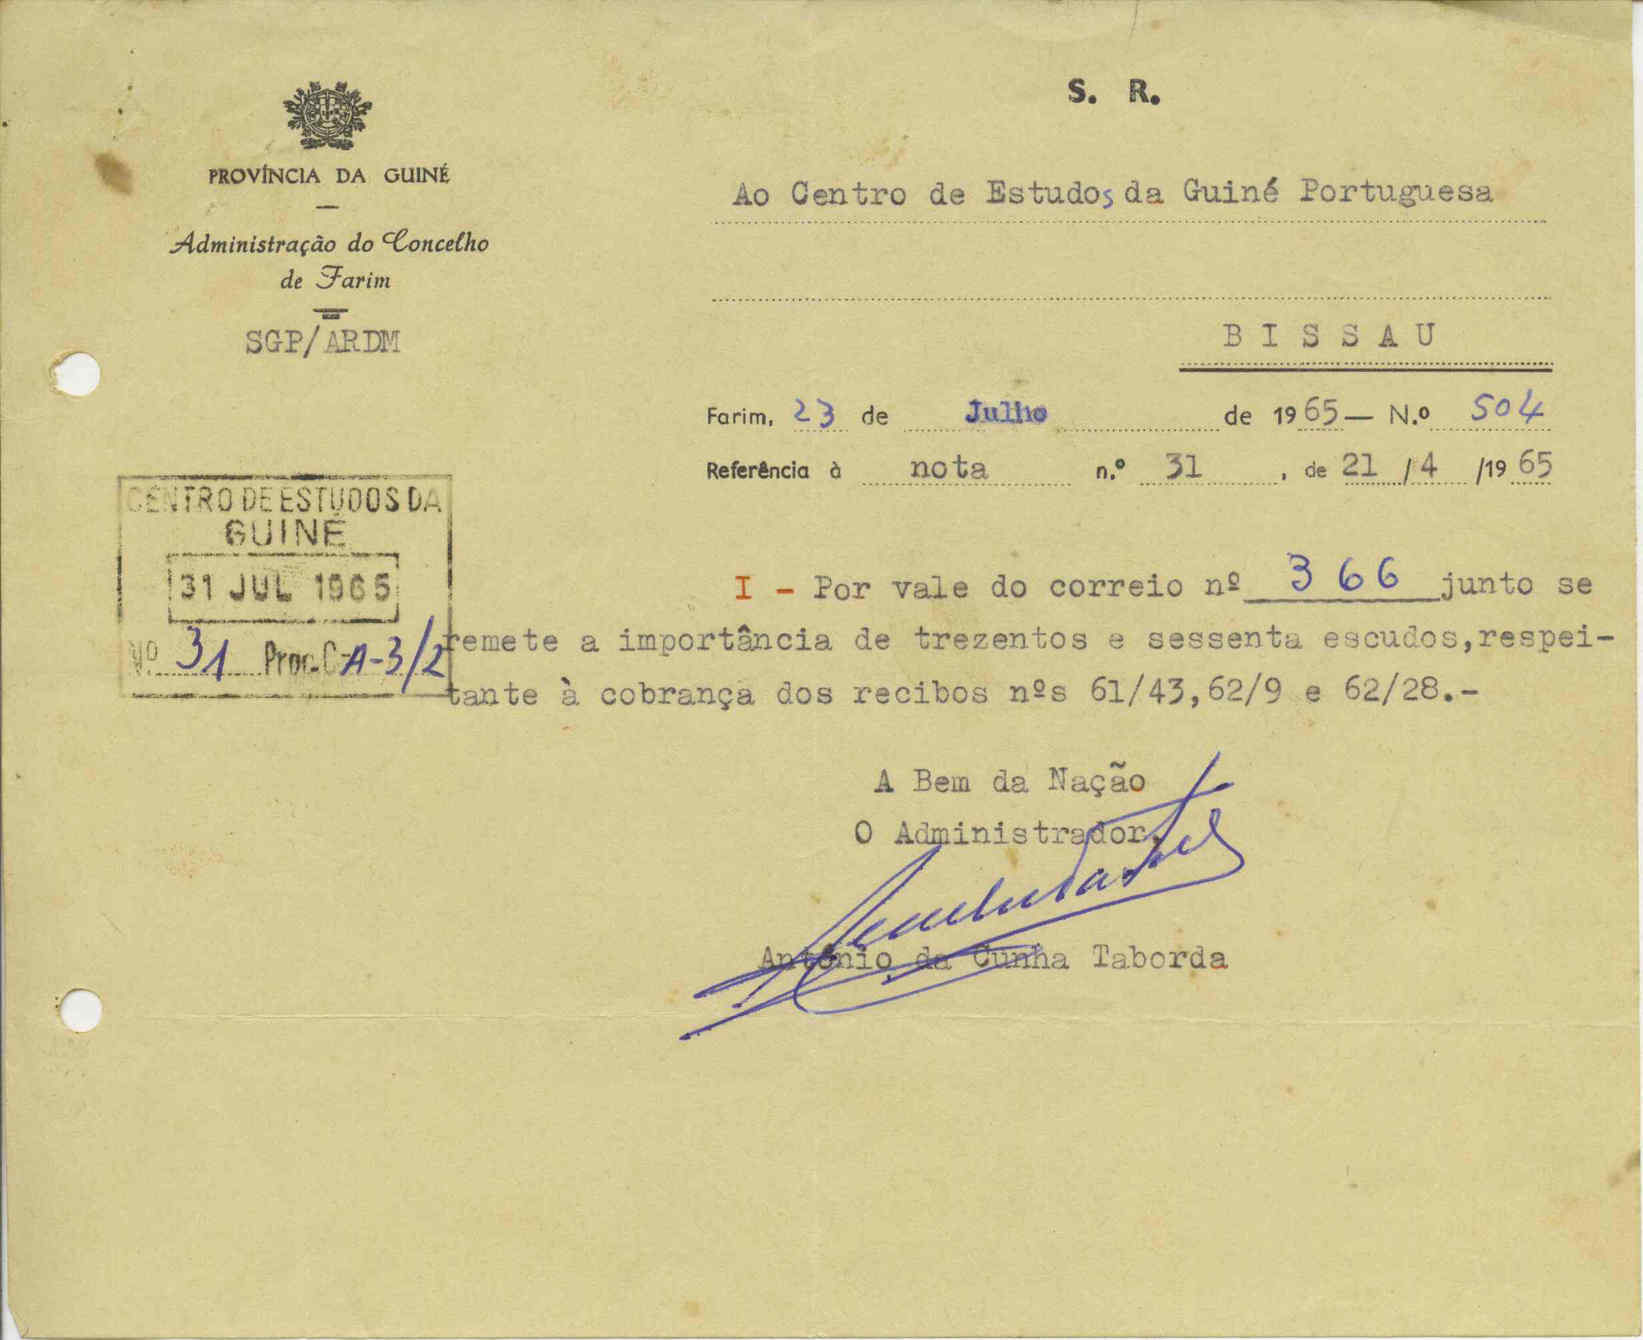 S. R.
PROVÍNCIA DA GUINÉ
Administração do Concelho
de Farim
SGP/ARDM
Ao Centro de Estudos da Guiné Portuguesa
BISSAU
Farim, 23 de Julho de 1965 — N.º 504
Referência à nota n.º 31, de 21/4/1965
CENTRO DE ESTUDOS DA
GUINÉ
31 JUL 1965
Nº 31 Proc. C-A-3/2
I - Por vale do correio nº 366 junto se
remete a importância de trezentos e sessenta escudos,respei-
tante à cobrança dos recibos nºs 61/43,62/9 e 62/28.-
A Bem da Nação
O Administrador,
António da Cunha Taborda